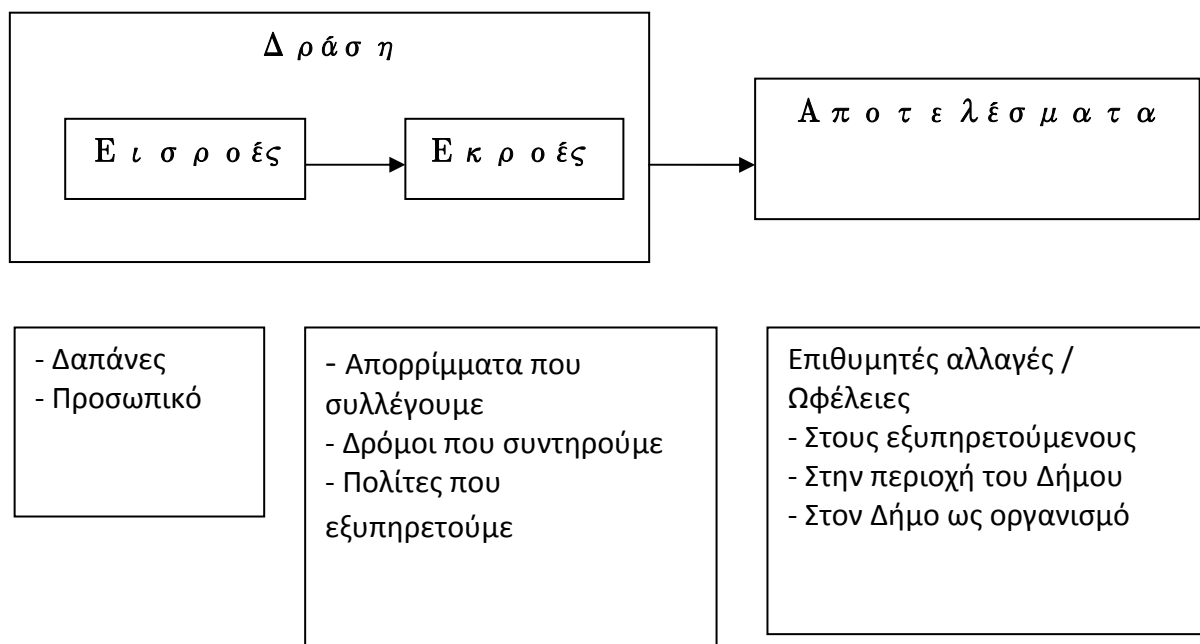 Δράση
Αποτελέσματα
Εισροές
Εκροές
- Δαπάνες
- Προσωπικό
- Απορρίμματα που
συλλέγουμε
- Δρόμοι που συντηρούμε
- Πολίτες που
εξυπηρετούμε
Επιθυμητές αλλαγές /
Ωφέλειες
- Στους εξυπηρετούμενους
- Στην περιοχή του Δήμου
- Στον Δήμο ως οργανισμό